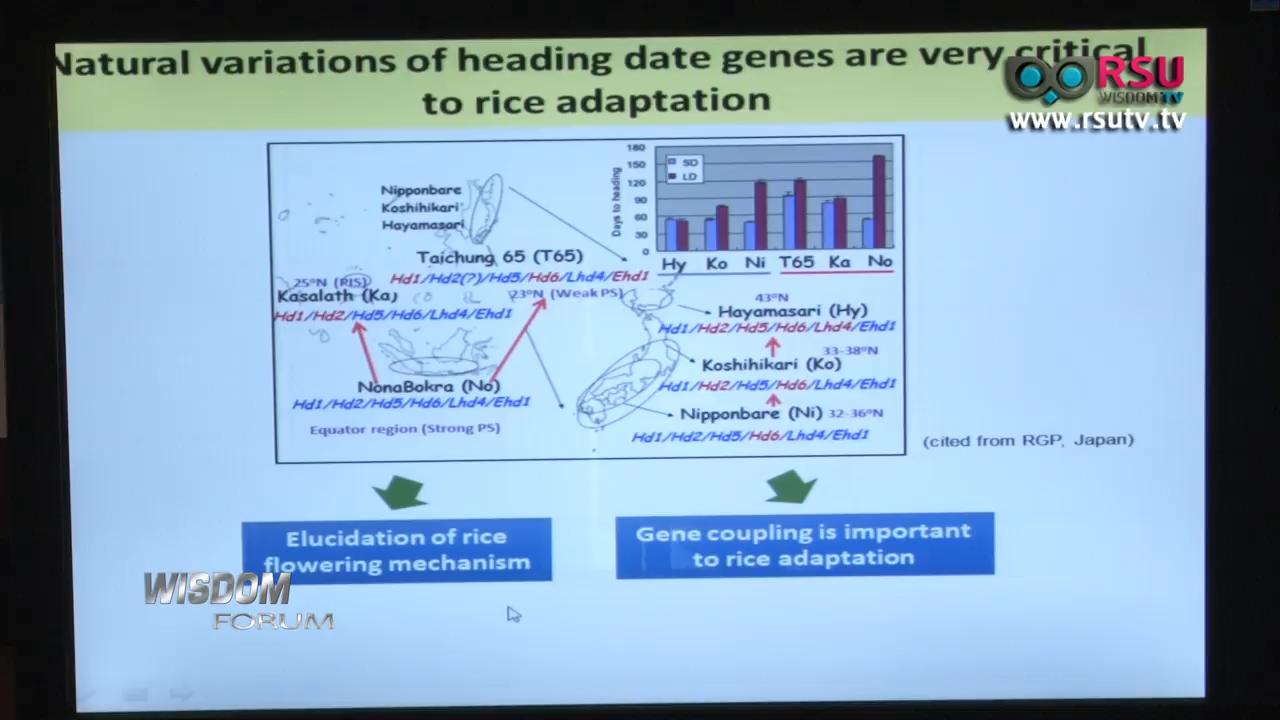 Natural variations of heading date genes are very critical
to rice adaptation
RSU
WISDOM TV
www.rsutv.tv
Nipponbare
Koshihikari
Hayamasari
Taichung 65 (T65)
Hd1/Hd2(?)/Hd5/Hd6/Lhd4/Ehd1
23°N (Weak PS)
25°N (RIS)
Kasalath (Ka)
Hd1/Hd2/Hd5/Hd6/Lhd4/Ehd1
NonaBokra (No)
Hd1/Hd2/Hd5/Hd6/Lhd4/Ehd1
Equator region (Strong PS)
Days to heading
180
150
120
90
60
30
0
SD
LD
Hy Ko Ni T65 Ka No
43°N
Hayamasari (Hy)
Hd1/Hd2/Hd5/Hd6/Lhd4/Ehd1
33-38°N
Koshihikari (Ko)
Hd1/Hd2/Hd5/Hd6/Lhd4/Ehd1
Nipponbare (Ni) 32-36°N
Hd1/Hd2/Hd5/Hd6/Lhd4/Ehd1
(cited from RGP, Japan)
Elucidation of rice
flowering mechanism
Gene coupling is important
to rice adaptation
WISDOM
FORUM